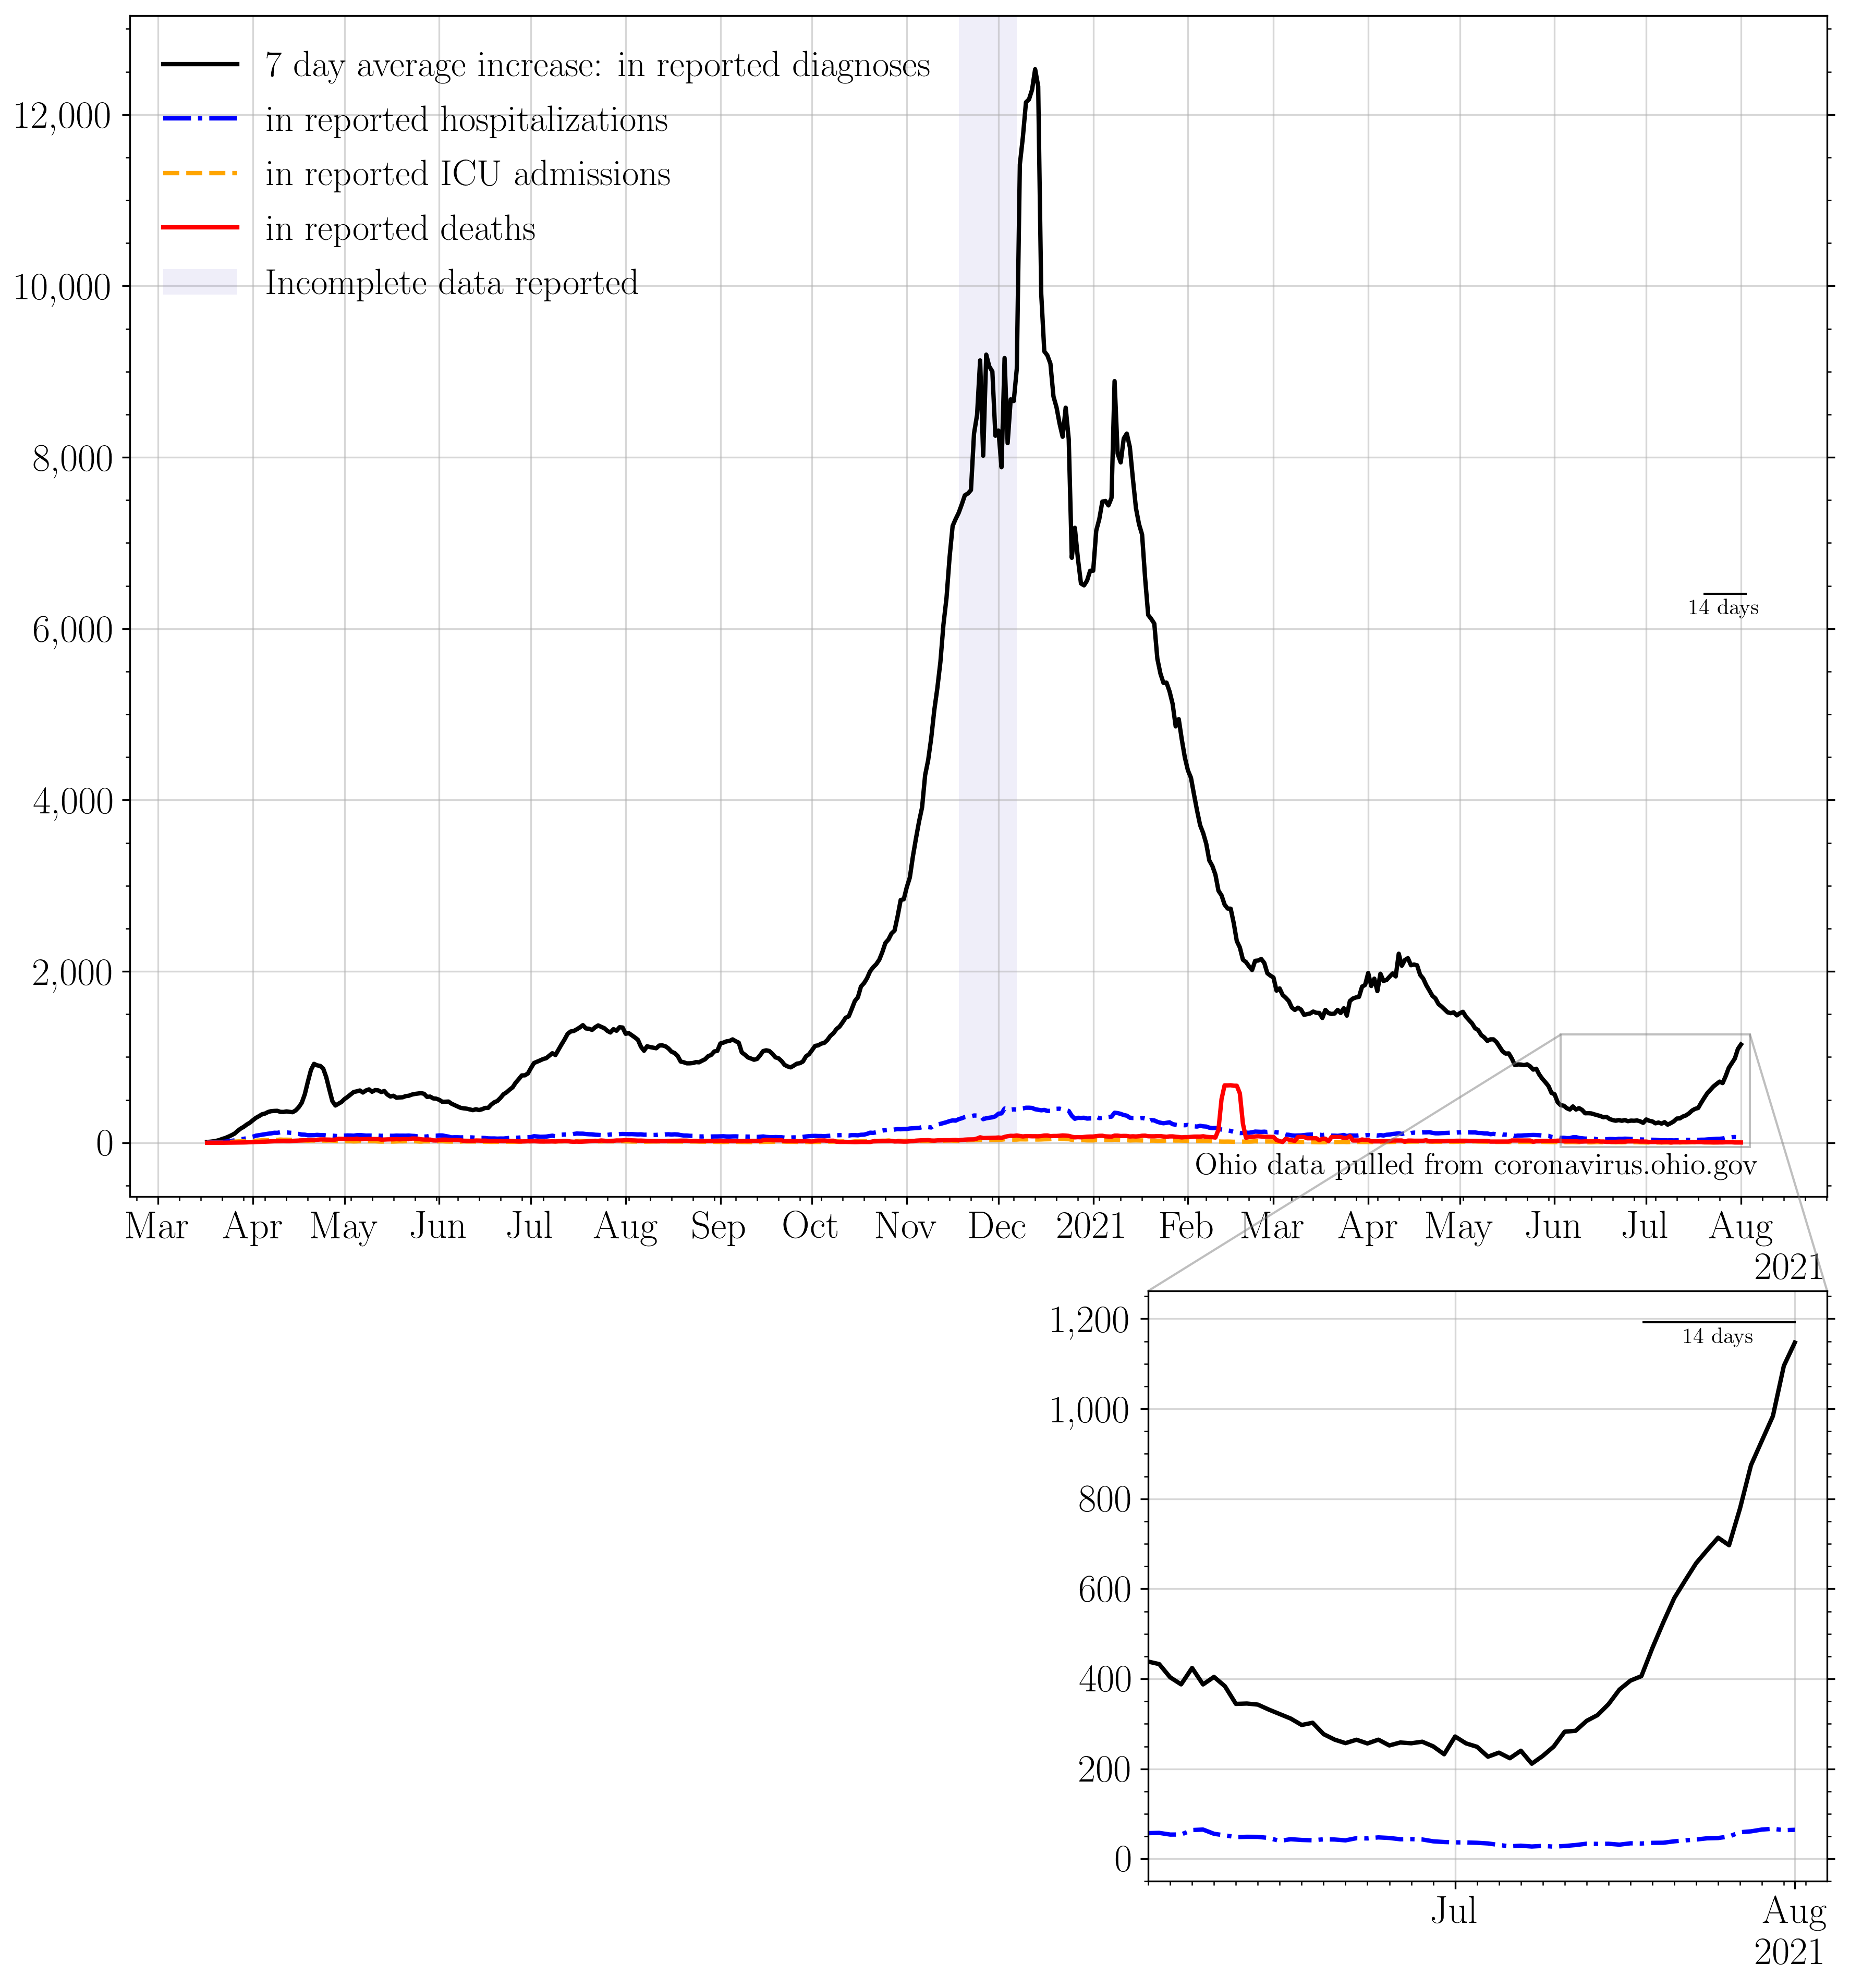 7 day average increase: in reported diagnoses
in reported hospitalizations
in reported ICU admissions
in reported deaths
Incomplete data reported
12,000
10,000
8,000
6,000
4,000
2,000
0
14 days
Ohio data pulled from coronavirus.ohio.gov
Mar Apr May Jun Jul Aug Sep Oct Nov Dec 2021 Feb Mar Apr May Jun Jul Aug
2021
1,200
1,000
800
600
400
200
0
14 days
Jul Aug
2021